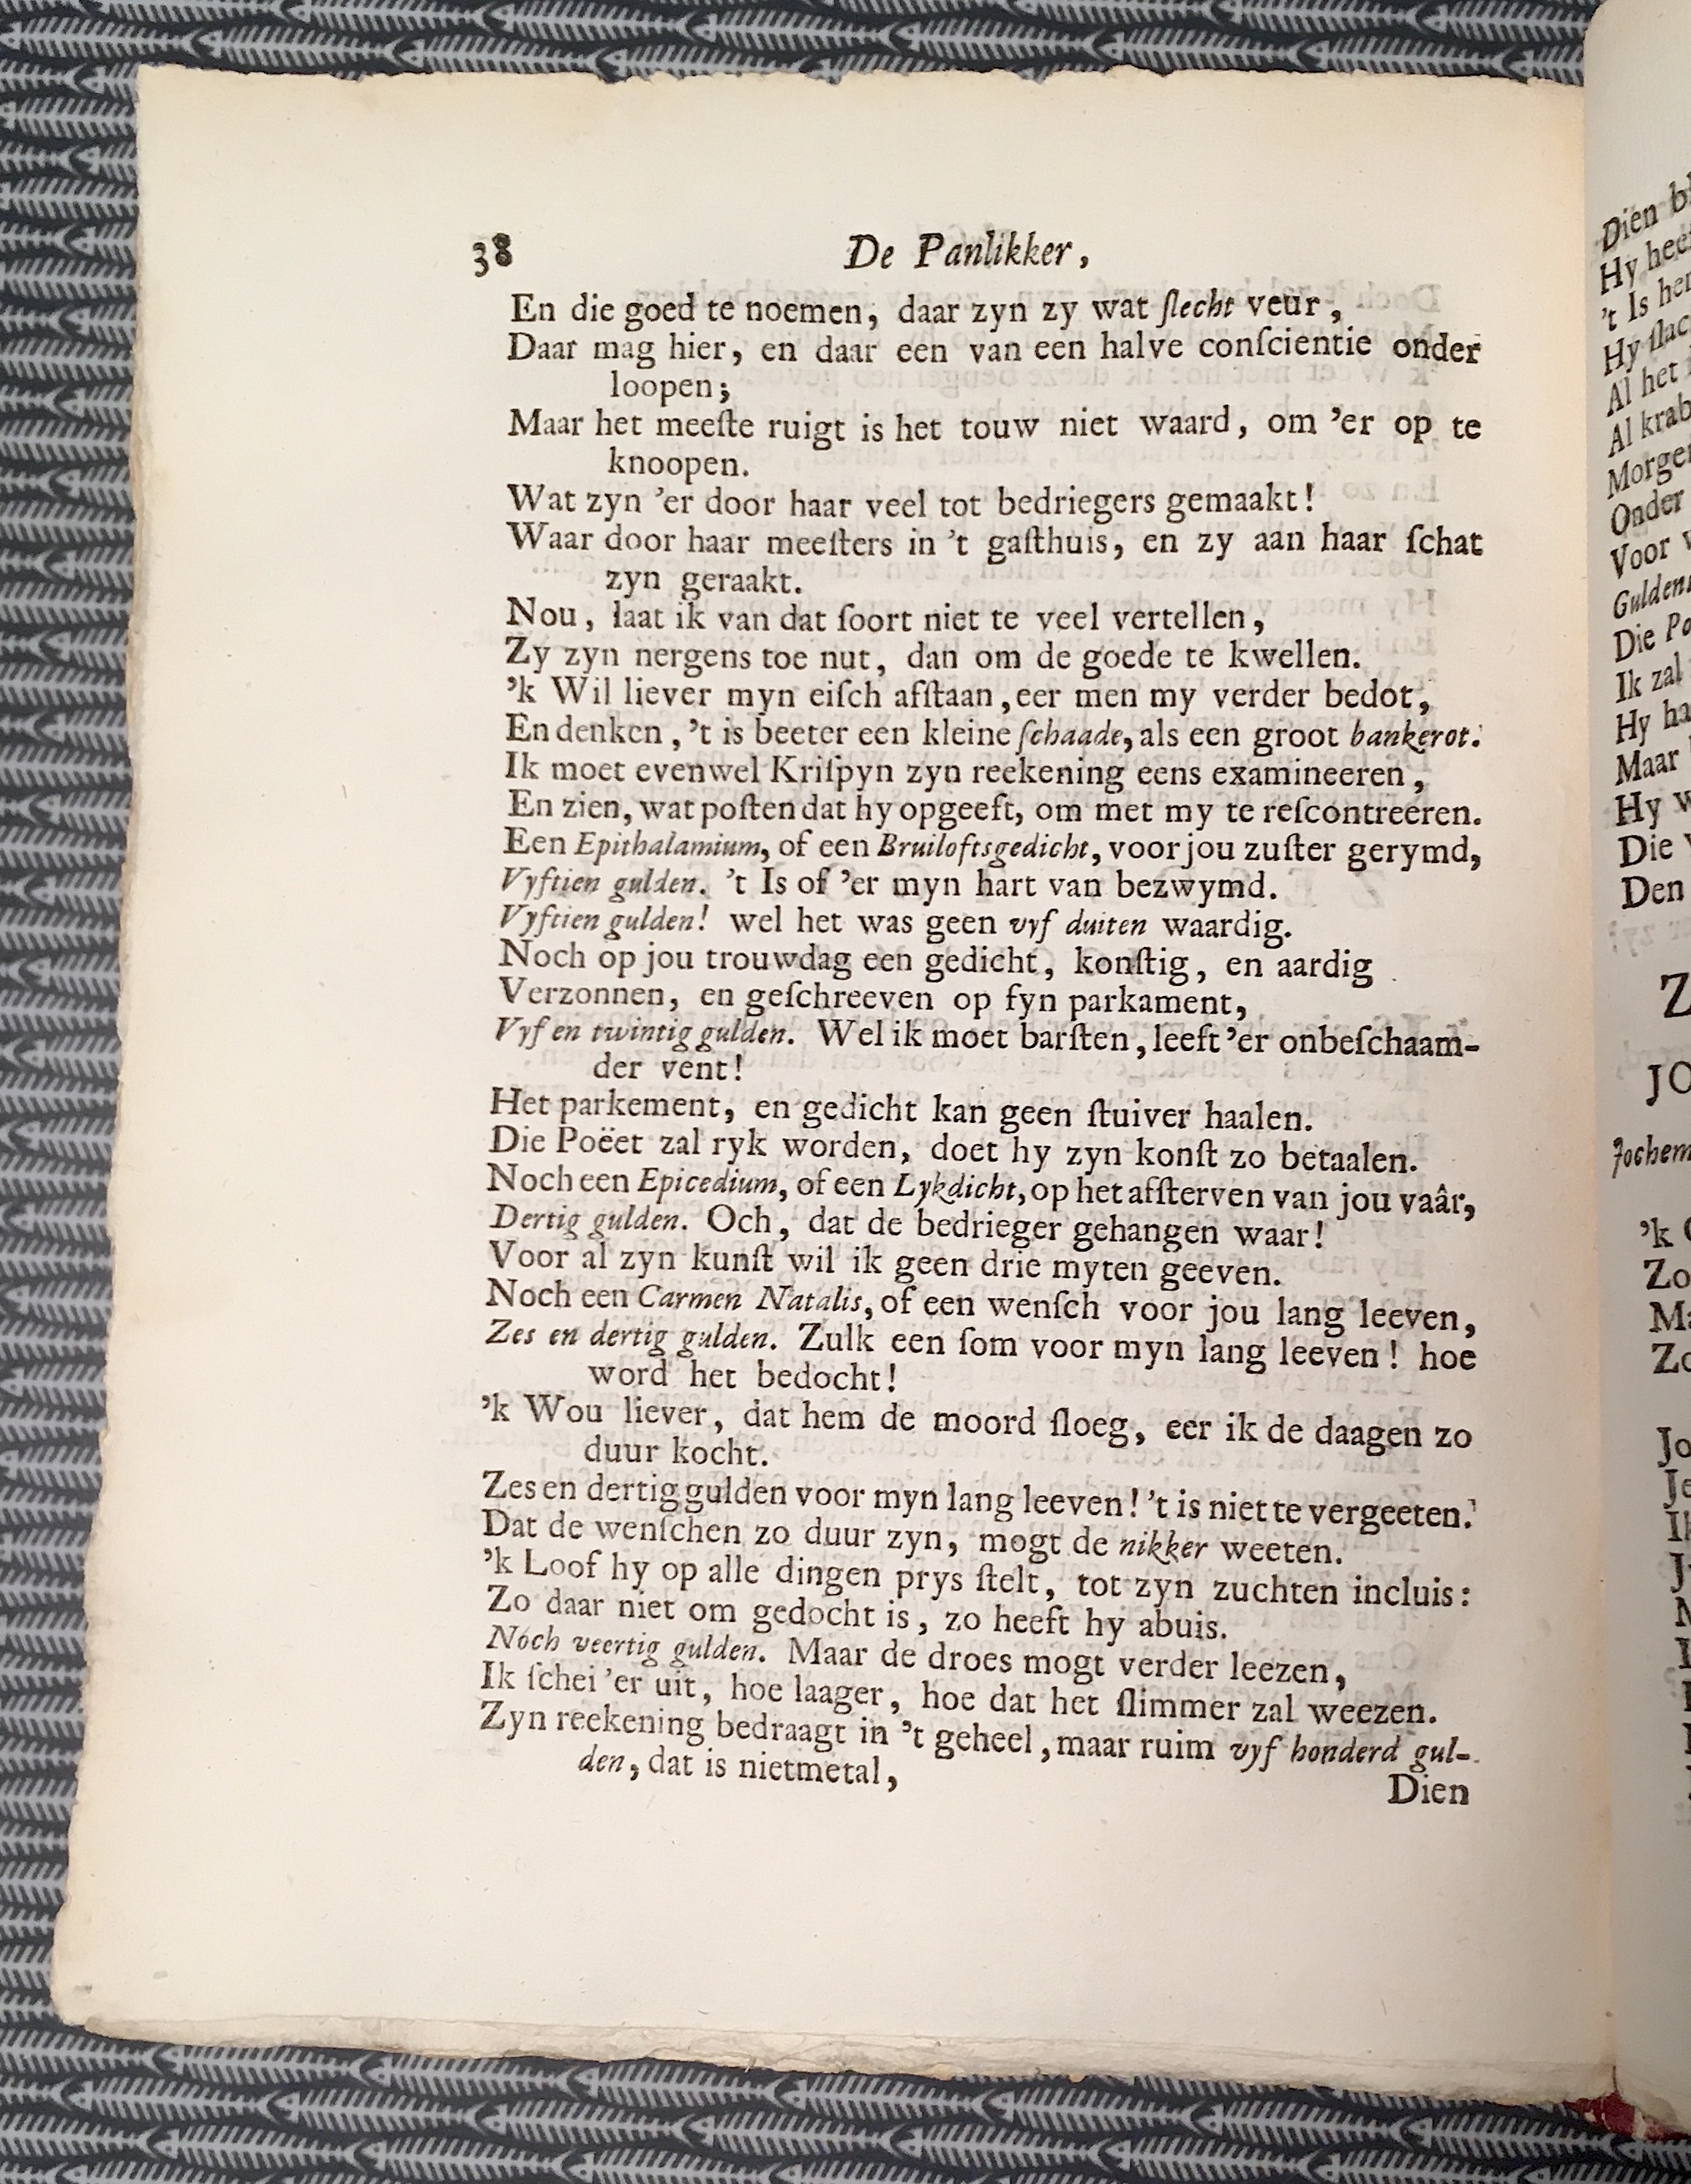 38 De Panlikker,
En die goed te noemen, daar zyn zy wat ſlecht veur,
Daar mag hier, en daar een van een halve conſcientie onder
loopen;
Maar het meeſte ruigt is het touw niet waard, om ’er op te
knoopen.
Wat zyn ’er door haar veel tot bedriegers gemaakt!
Waar door haar meeſters in ’t gaſthuis, en zy aan haar ſchat
zyn geraakt.
Nou, laat ik van dat ſoort niet te veel vertellen,
Zy zyn nergens toe nut, dan om de goede te kwellen.
’k Wil liever myn eiſch afſtaan, eer men my verder bedot,
En denken, ’t is beeter een kleine ſchaade, als een groot bankerot.
Ik moet evenwel Kriſpyn zyn reekening eens examineeren,
En zien, wat poſten dat hy opgeeft, om met my te reſcontreeren.
Een Epithalamium, of een Bruiloftsgedicht, voor jou zuſter gerymd,
Vyftien gulden. ’t Is of ’er myn hart van bezwymd.
Vyftien gulden! wel het was geen vyf duiten waardig.
Noch op jou trouwdag een gedicht, konſtig, en aardig
Verzonnen, en geſchreeven op fyn parkament,
Vyf en twintig gulden. Wel ik moet barſten, leeft ’er onbeſchaam-
der vent!
Het parkement, en gedicht kan geen ſtuiver haalen.
Die Poëet zal ryk worden, doet hy zyn konſt zo betaalen.
Noch een Epicedium, of een Lykdicht, op het afſterven van jou vaâr,
Dertig gulden. Och, dat de bedrieger gehangen waar!
Voor al zyn kunſt wil ik geen drie myten geeven.
Noch een Carmen Natalis, of een wenſch voor jou lang leeven,
Zes en dertig gulden. Zulk een ſom voor myn lang leeven! hoe
word het bedocht!
’k Wou liever, dat hem de moord ſloeg, eer ik de daagen zo
duur kocht.
Zes en dertig gulden voor myn lang leeven! ’t is niet te vergeeten.
Dat de wenſchen zo duur zyn, mogt de nikker weeten.
’k Loof hy op alle dingen prys ſtelt, tot zyn zuchten incluis:
Zo daar niet om gedocht is, zo heeft hy abuis.
Noch veertig gulden. Maar de droes mogt verder leezen,
Ik ſchei ’er uit, hoe laager, hoe dat het ſlimmer zal weezen.
Zyn reekening bedraagt in ’t geheel, maar ruim vyf honderd gul-
den, dat is nietmetal,
Dien
Dien
Hy
’t Is
Hy
Al het
Al
Morgen
Onder
Voor
Die
Ik zal
Hy
Maar
Hy
Die
Den
’k